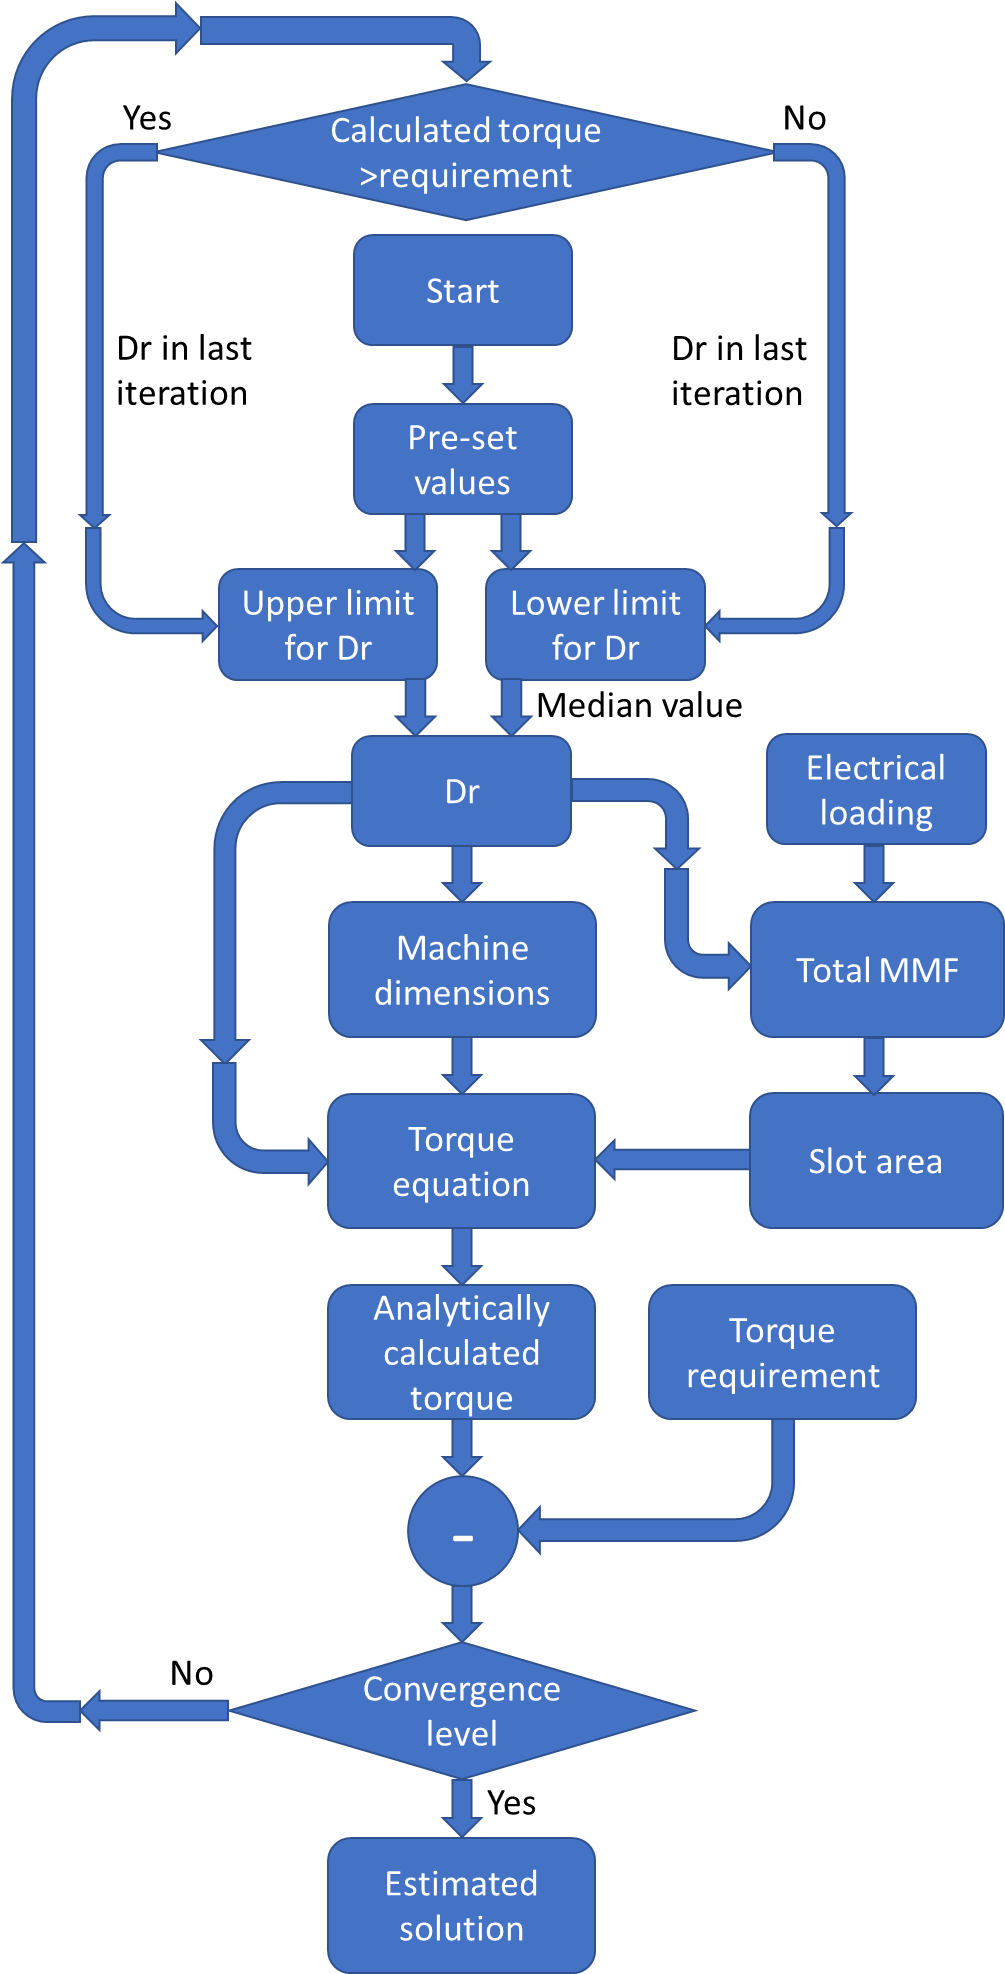 Yes
No
Calculated torque
>requirement
Start
Dr in last
iteration
Dr in last
iteration
Pre-set
values
Upper limit
for Dr
Lower limit
for Dr
Median value
Dr
Electrical
loading
Machine
dimensions
Total MMF
Torque
equation
Slot area
Analytically
calculated
torque
Torque
requirement
-
No
Convergence
level
Yes
Estimated
solution